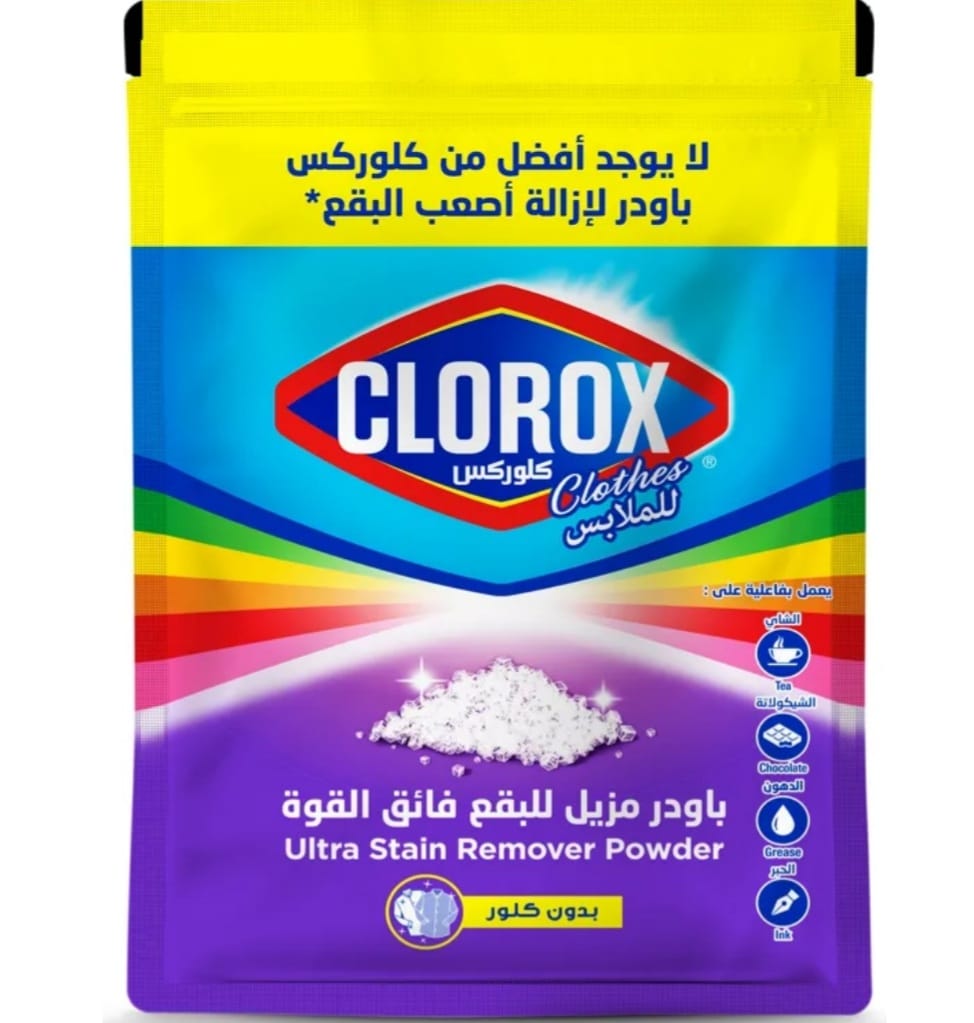 لا يوجد أفضل من كلوركس
باودر لإزالة أصعب البقع*
CLOROX
كلوركس
Clothes
®
للملابس
يعمل بفاعلية على :
الشاي
Tea
الشيكولاتة
Chocolate
الدهون
Grease
الحبر
Ink
باودر مزيل للبقع فائق القوة
Ultra Stain Remover Powder
بدون كلور